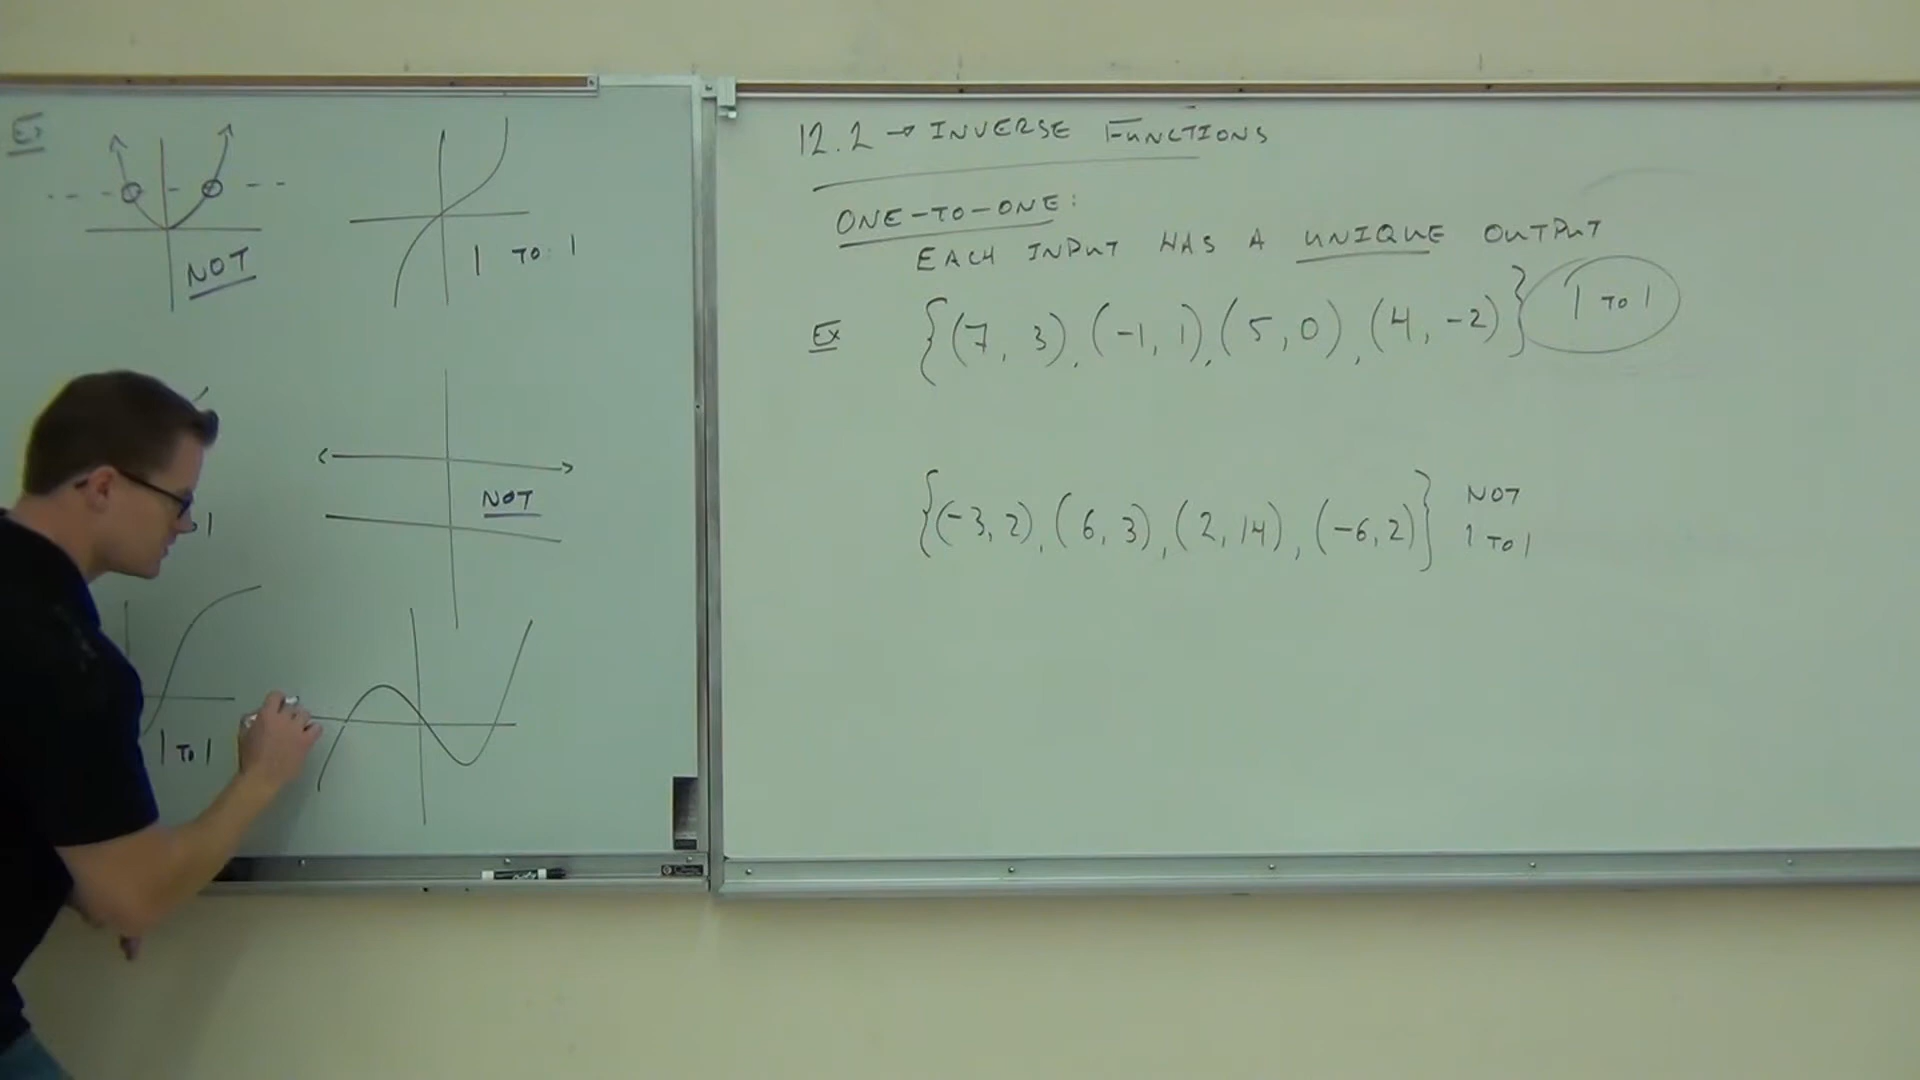 Ex
NOT
1 TO 1
NOT
1 TO 1
12.2 → INVERSE FUNCTIONS
ONE-TO-ONE:
EACH INPUT HAS A UNIQUE OUTPUT
Ex {(7, 3), (-1, 1), (5, 0), (4, -2)} 1 TO 1
{(-3, 2), (6, 3), (2, 14), (-6, 2)} NOT
1 TO 1